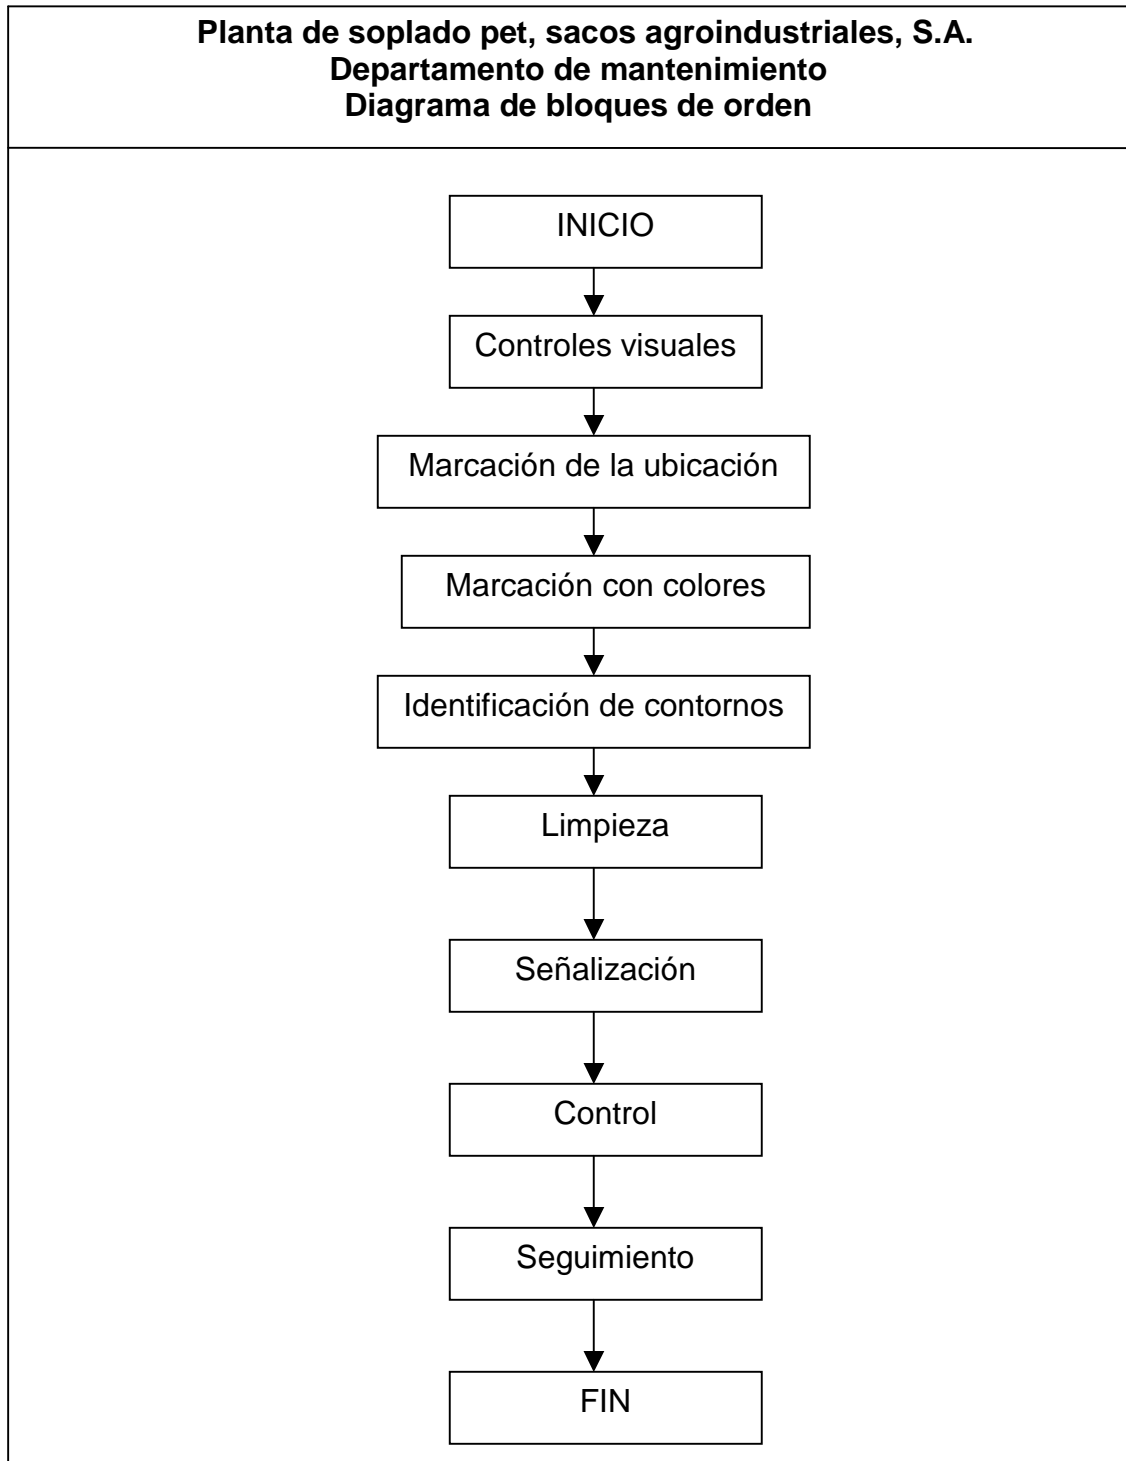 Planta de soplado pet, sacos agroindustriales, S.A.
Departamento de mantenimiento
Diagrama de bloques de orden
INICIO
Controles visuales
Marcación de la ubicación
Marcación con colores
Identificación de contornos
Limpieza
Señalización
Control
Seguimiento
FIN